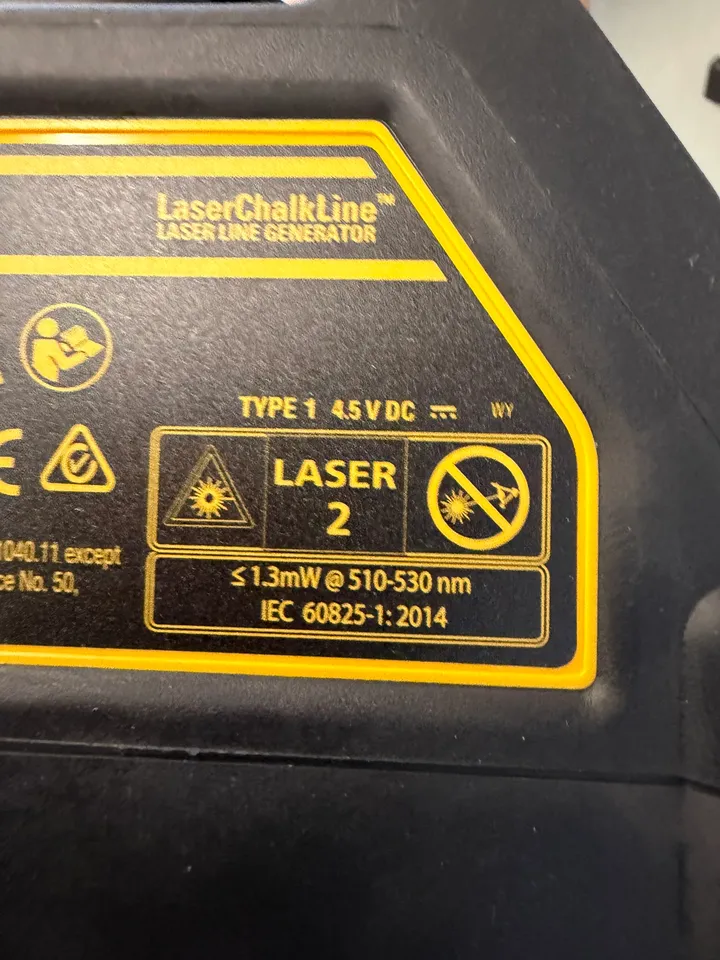 LaserChalkLine™
LASER LINE GENERATOR
TYPE 1 4.5 V DC WY
LASER
2
1040.11 except
No. 50,
≤ 1.3mW @ 510-530 nm
IEC 60825-1: 2014